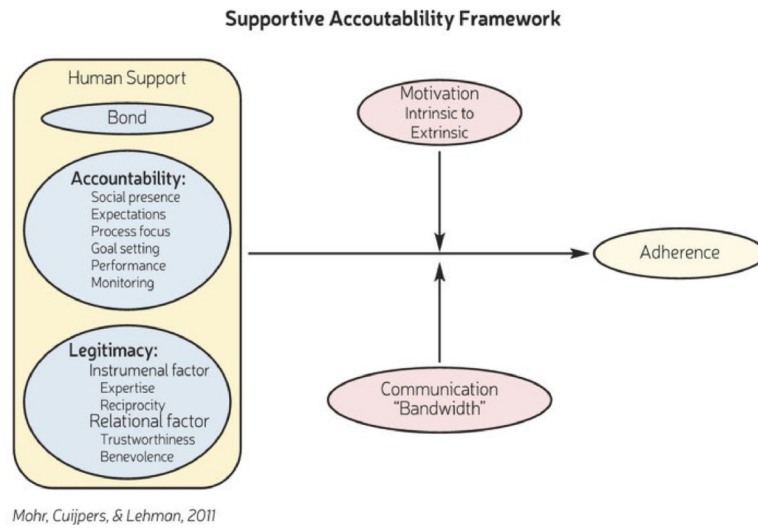 Supportive Accoutablility Framework
Human Support
Bond
Accountability:
Social presence
Expectations
Process focus
Goal setting
Performance
Monitoring
Legitimacy:
Instrumenal factor
Expertise
Reciprocity
Relational factor
Trustworthiness
Benevolence
Motivation
Intrinsic to
Extrinsic
Communication
“Bandwidth”
Adherence
Mohr, Cuijpers, & Lehman, 2011